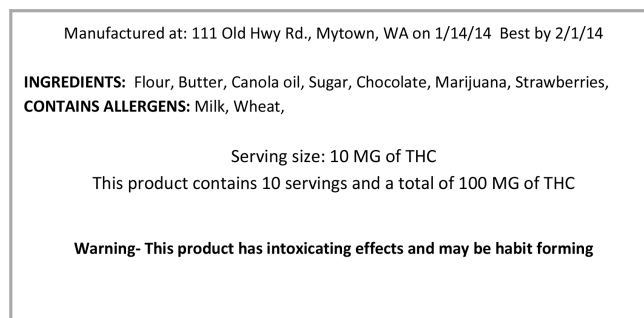 Manufactured at: 111 Old Hwy Rd., Mytown, WA on 1/14/14  Best by 2/1/14
INGREDIENTS:  Flour, Butter, Canola oil, Sugar, Chocolate, Marijuana, Strawberries,
CONTAINS ALLERGENS: Milk, Wheat,
Serving size: 10 MG of THC
This product contains 10 servings and a total of 100 MG of THC
Warning- This product has intoxicating effects and may be habit forming